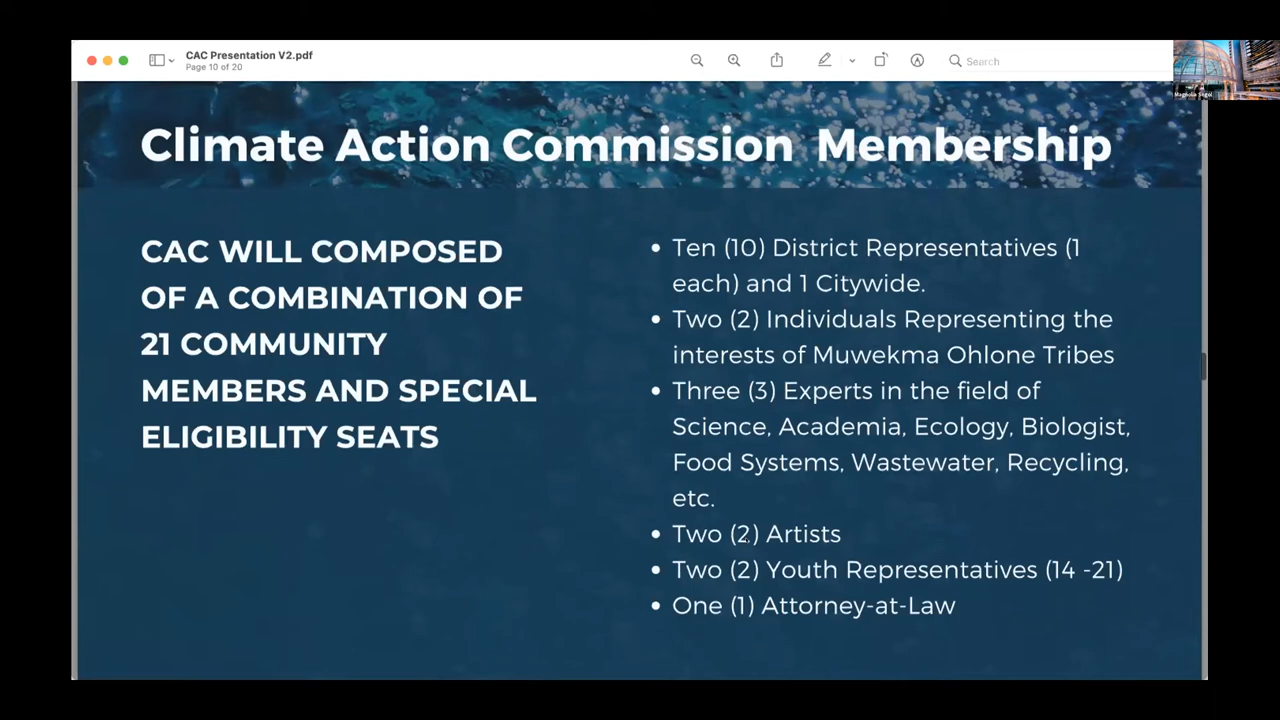 CAC Presentation V2.pdf
Page 10 of 20
Search
Climate Action Commission Membership
CAC WILL COMPOSED
OF A COMBINATION OF
21 COMMUNITY
MEMBERS AND SPECIAL
ELIGIBILITY SEATS
• Ten (10) District Representatives (1
each) and 1 Citywide.
• Two (2) Individuals Representing the
interests of Muwekma Ohlone Tribes
• Three (3) Experts in the field of
Science, Academia, Ecology, Biologist,
Food Systems, Wastewater, Recycling,
etc.
• Two (2) Artists
• Two (2) Youth Representatives (14 -21)
• One (1) Attorney-at-Law